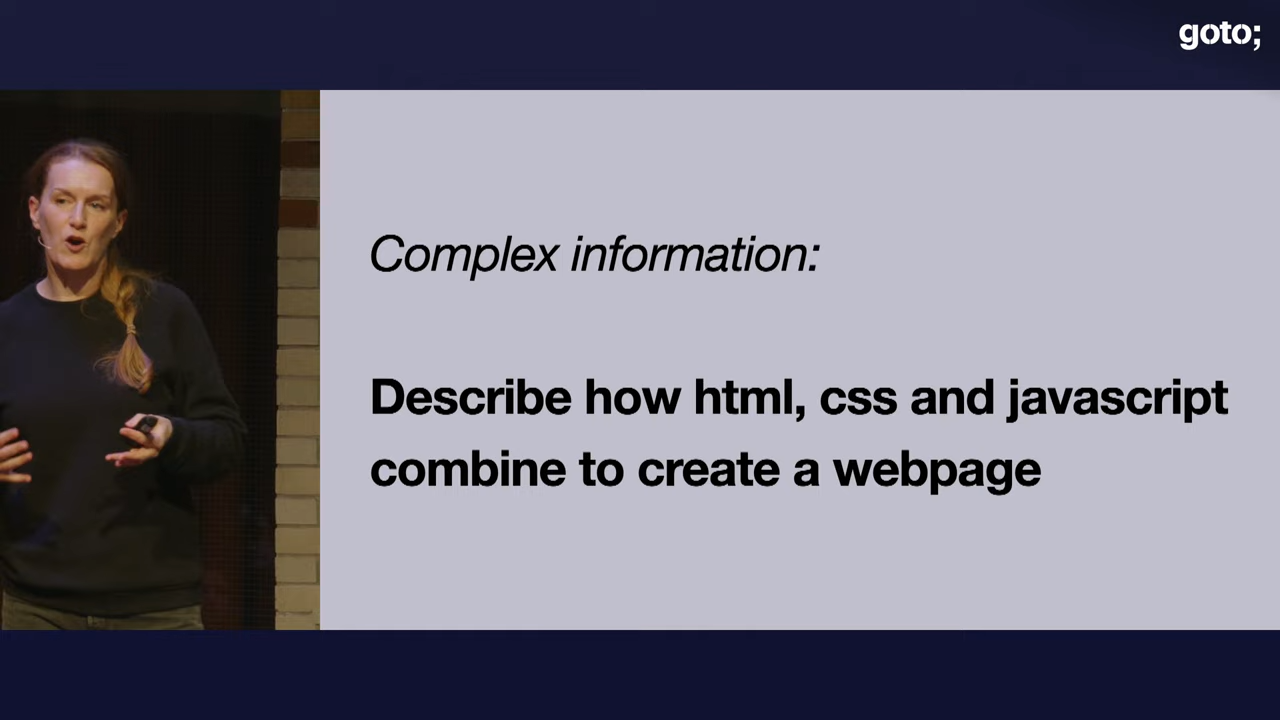 goto;
Complex information:
Describe how html, css and javascript
combine to create a webpage